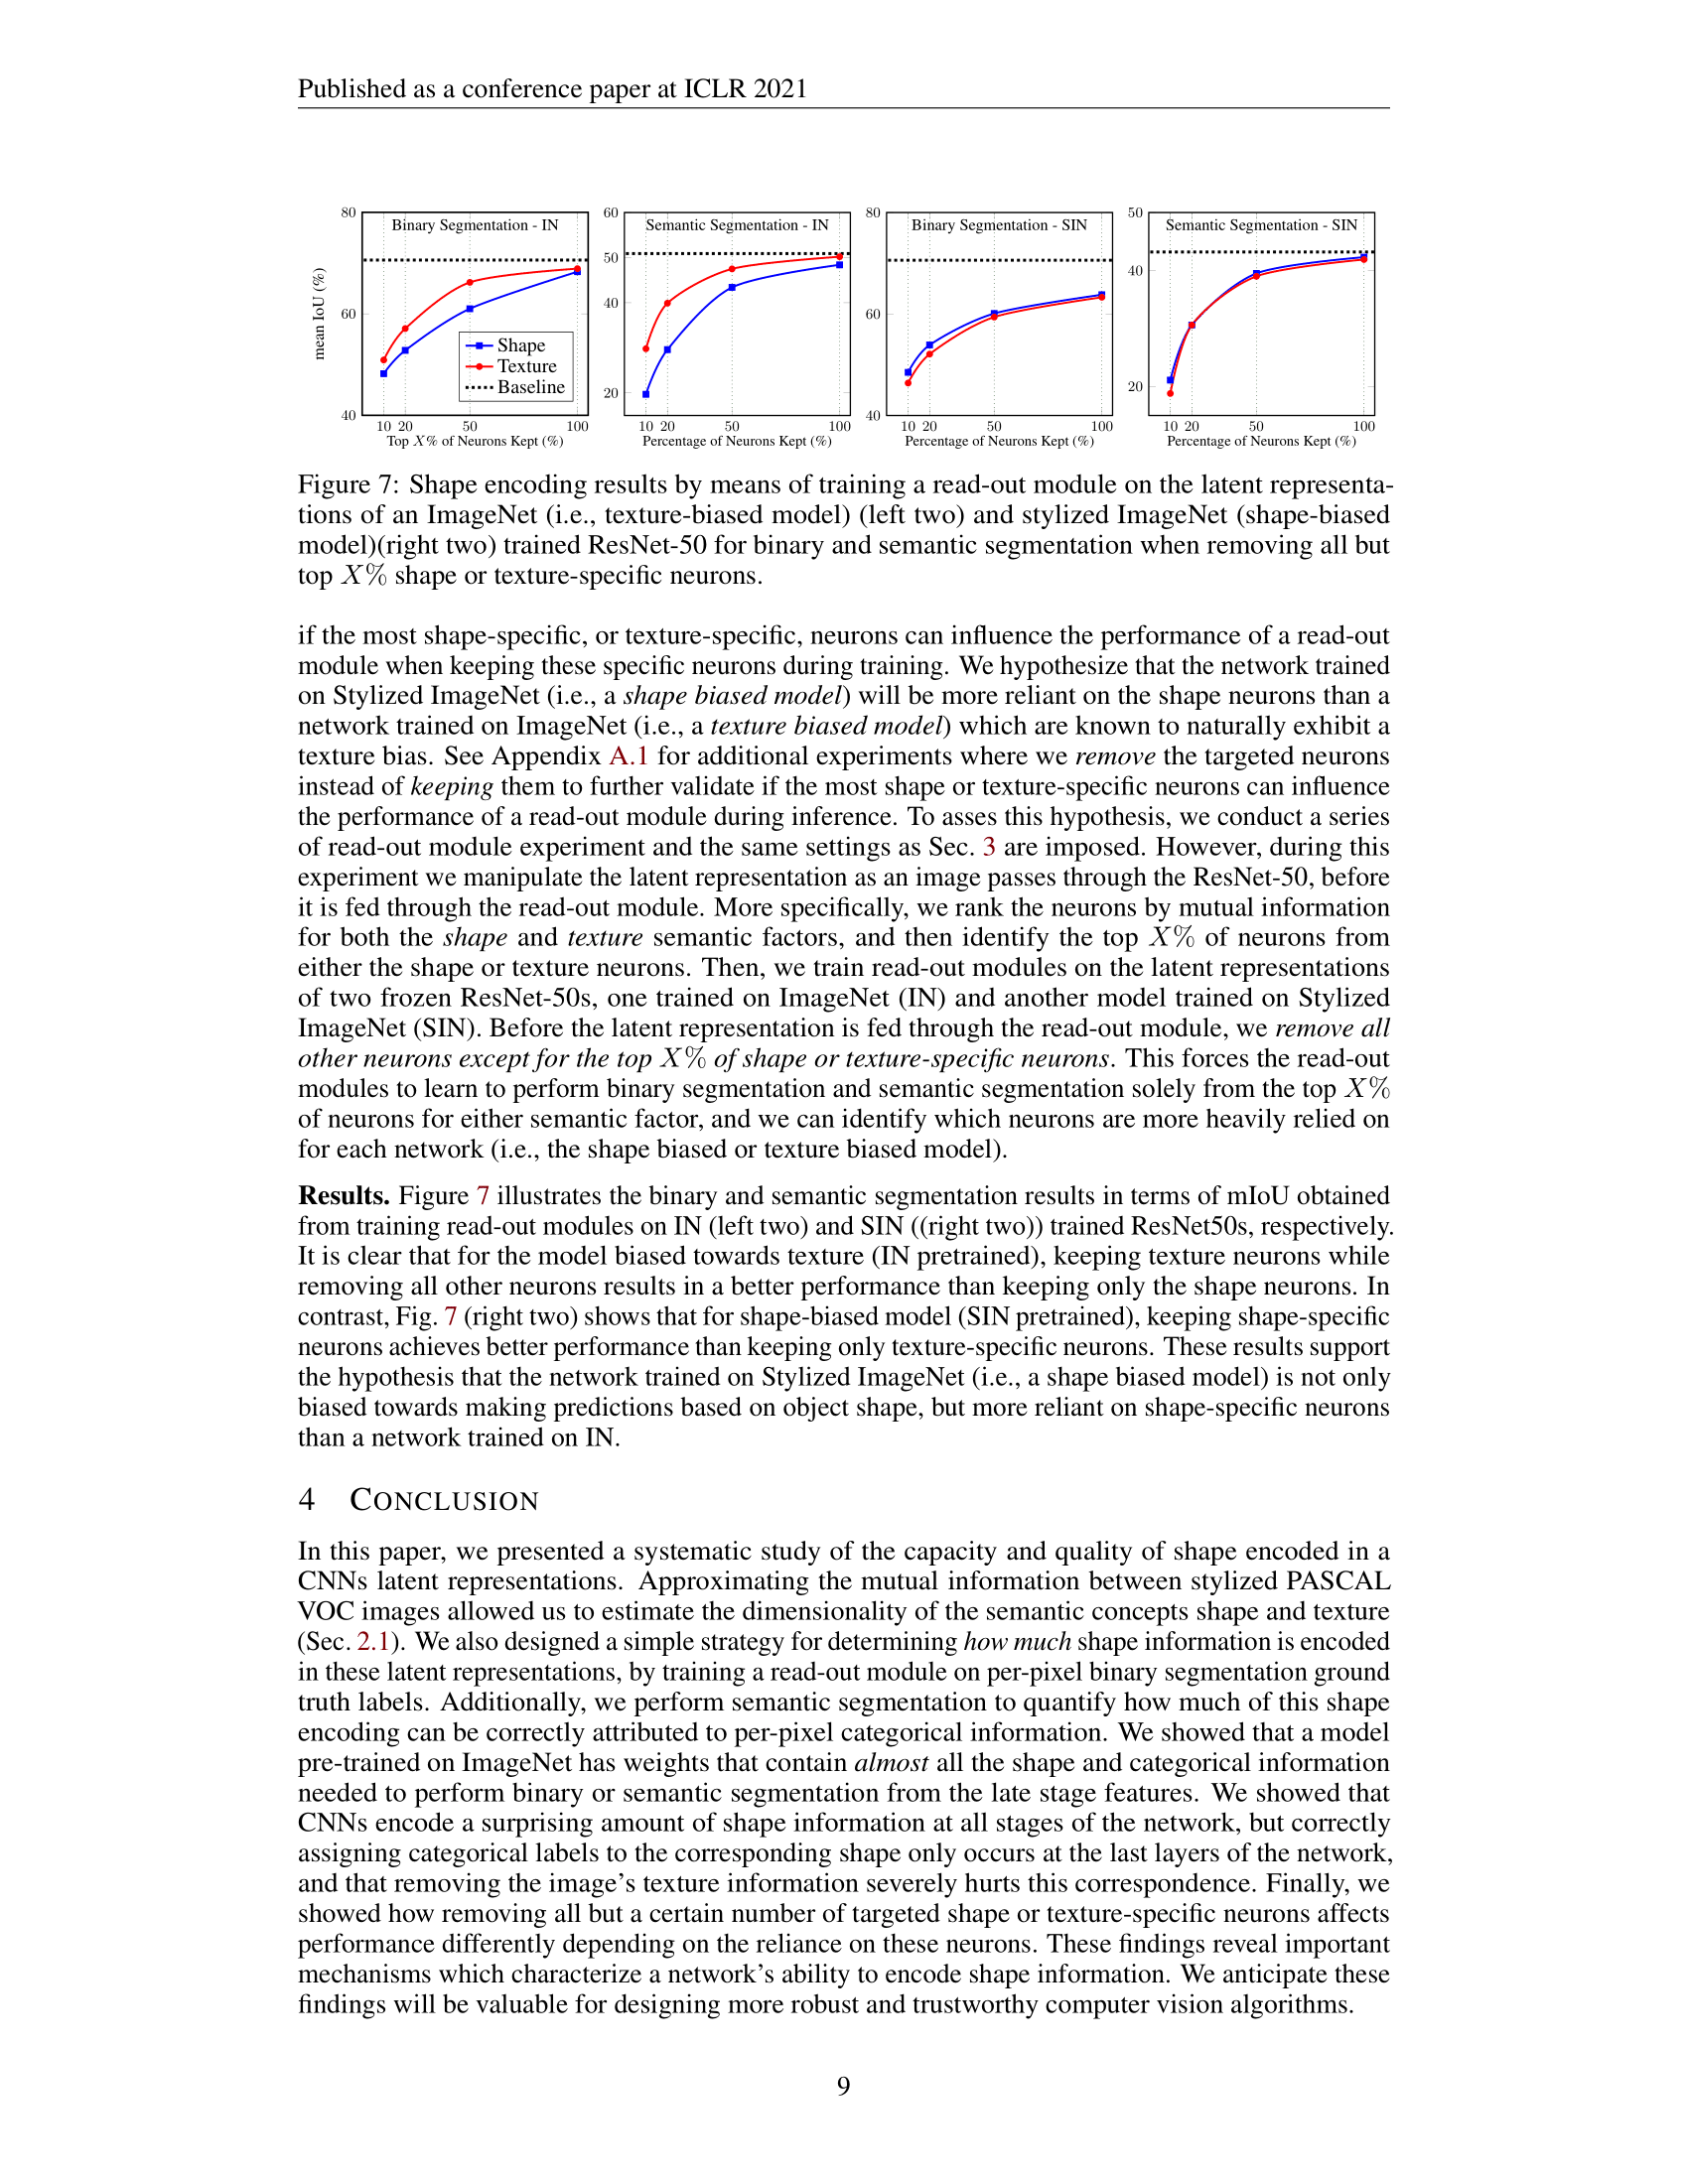 Published as a conference paper at ICLR 2021
80
60
40
mean IoU (%)
Binary Segmentation - IN
Shape
Texture
Baseline
10 20 50 100
Top X% of Neurons Kept (%)
60
50
40
20
Semantic Segmentation - IN
10 20 50 100
Percentage of Neurons Kept (%)
80
60
40
Binary Segmentation - SIN
10 20 50 100
Percentage of Neurons Kept (%)
50
40
20
Semantic Segmentation - SIN
10 20 50 100
Percentage of Neurons Kept (%)
Figure 7: Shape encoding results by means of training a read-out module on the latent representa-
tions of an ImageNet (i.e., texture-biased model) (left two) and stylized ImageNet (shape-biased
model)(right two) trained ResNet-50 for binary and semantic segmentation when removing all but
top X% shape or texture-specific neurons.
if the most shape-specific, or texture-specific, neurons can influence the performance of a read-out
module when keeping these specific neurons during training. We hypothesize that the network trained
on Stylized ImageNet (i.e., a shape biased model) will be more reliant on the shape neurons than a
network trained on ImageNet (i.e., a texture biased model) which are known to naturally exhibit a
texture bias. See Appendix A.1 for additional experiments where we remove the targeted neurons
instead of keeping them to further validate if the most shape or texture-specific neurons can influence
the performance of a read-out module during inference. To asses this hypothesis, we conduct a series
of read-out module experiment and the same settings as Sec. 3 are imposed. However, during this
experiment we manipulate the latent representation as an image passes through the ResNet-50, before
it is fed through the read-out module. More specifically, we rank the neurons by mutual information
for both the shape and texture semantic factors, and then identify the top X% of neurons from
either the shape or texture neurons. Then, we train read-out modules on the latent representations
of two frozen ResNet-50s, one trained on ImageNet (IN) and another model trained on Stylized
ImageNet (SIN). Before the latent representation is fed through the read-out module, we remove all
other neurons except for the top X% of shape or texture-specific neurons. This forces the read-out
modules to learn to perform binary segmentation and semantic segmentation solely from the top X%
of neurons for either semantic factor, and we can identify which neurons are more heavily relied on
for each network (i.e., the shape biased or texture biased model).
Results. Figure 7 illustrates the binary and semantic segmentation results in terms of mIoU obtained
from training read-out modules on IN (left two) and SIN ((right two)) trained ResNet50s, respectively.
It is clear that for the model biased towards texture (IN pretrained), keeping texture neurons while
removing all other neurons results in a better performance than keeping only the shape neurons. In
contrast, Fig. 7 (right two) shows that for shape-biased model (SIN pretrained), keeping shape-specific
neurons achieves better performance than keeping only texture-specific neurons. These results support
the hypothesis that the network trained on Stylized ImageNet (i.e., a shape biased model) is not only
biased towards making predictions based on object shape, but more reliant on shape-specific neurons
than a network trained on IN.
4 CONCLUSION
In this paper, we presented a systematic study of the capacity and quality of shape encoded in a
CNNs latent representations. Approximating the mutual information between stylized PASCAL
VOC images allowed us to estimate the dimensionality of the semantic concepts shape and texture
(Sec. 2.1). We also designed a simple strategy for determining how much shape information is encoded
in these latent representations, by training a read-out module on per-pixel binary segmentation ground
truth labels. Additionally, we perform semantic segmentation to quantify how much of this shape
encoding can be correctly attributed to per-pixel categorical information. We showed that a model
pre-trained on ImageNet has weights that contain almost all the shape and categorical information
needed to perform binary or semantic segmentation from the late stage features. We showed that
CNNs encode a surprising amount of shape information at all stages of the network, but correctly
assigning categorical labels to the corresponding shape only occurs at the last layers of the network,
and that removing the image's texture information severely hurts this correspondence. Finally, we
showed how removing all but a certain number of targeted shape or texture-specific neurons affects
performance differently depending on the reliance on these neurons. These findings reveal important
mechanisms which characterize a network's ability to encode shape information. We anticipate these
findings will be valuable for designing more robust and trustworthy computer vision algorithms.
9